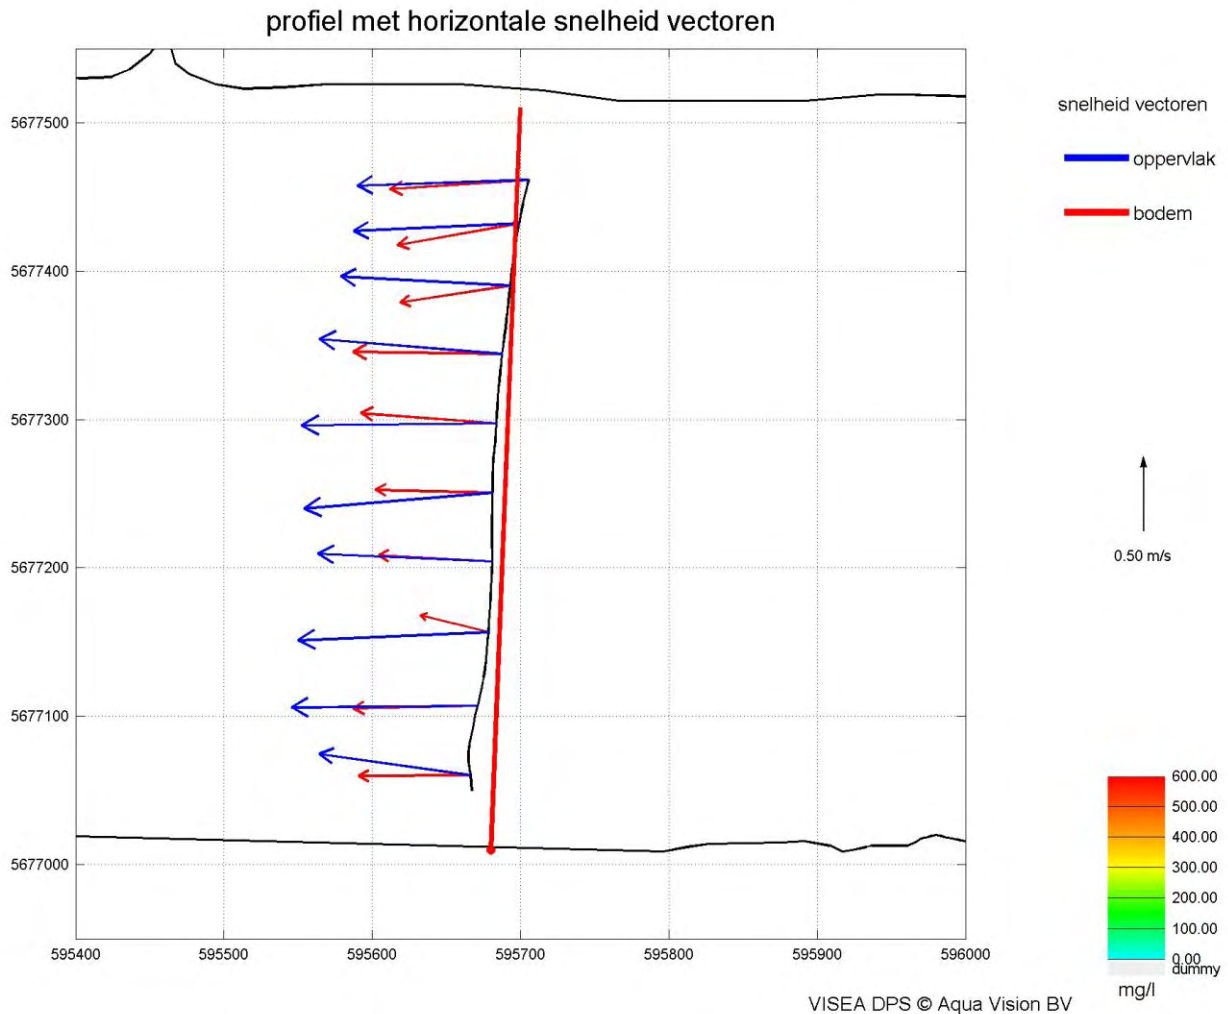 profiel met horizontale snelheid vectoren
5677500
5677400
5677300
5677200
5677100
5677000
595400
595500
595600
595700
595800
595900
596000
snelheid vectoren
oppervlak
bodem
0.50 m/s
600.00
500.00
400.00
300.00
200.00
100.00
0.00
dummy
mg/l
VISEA DPS © Aqua Vision BV